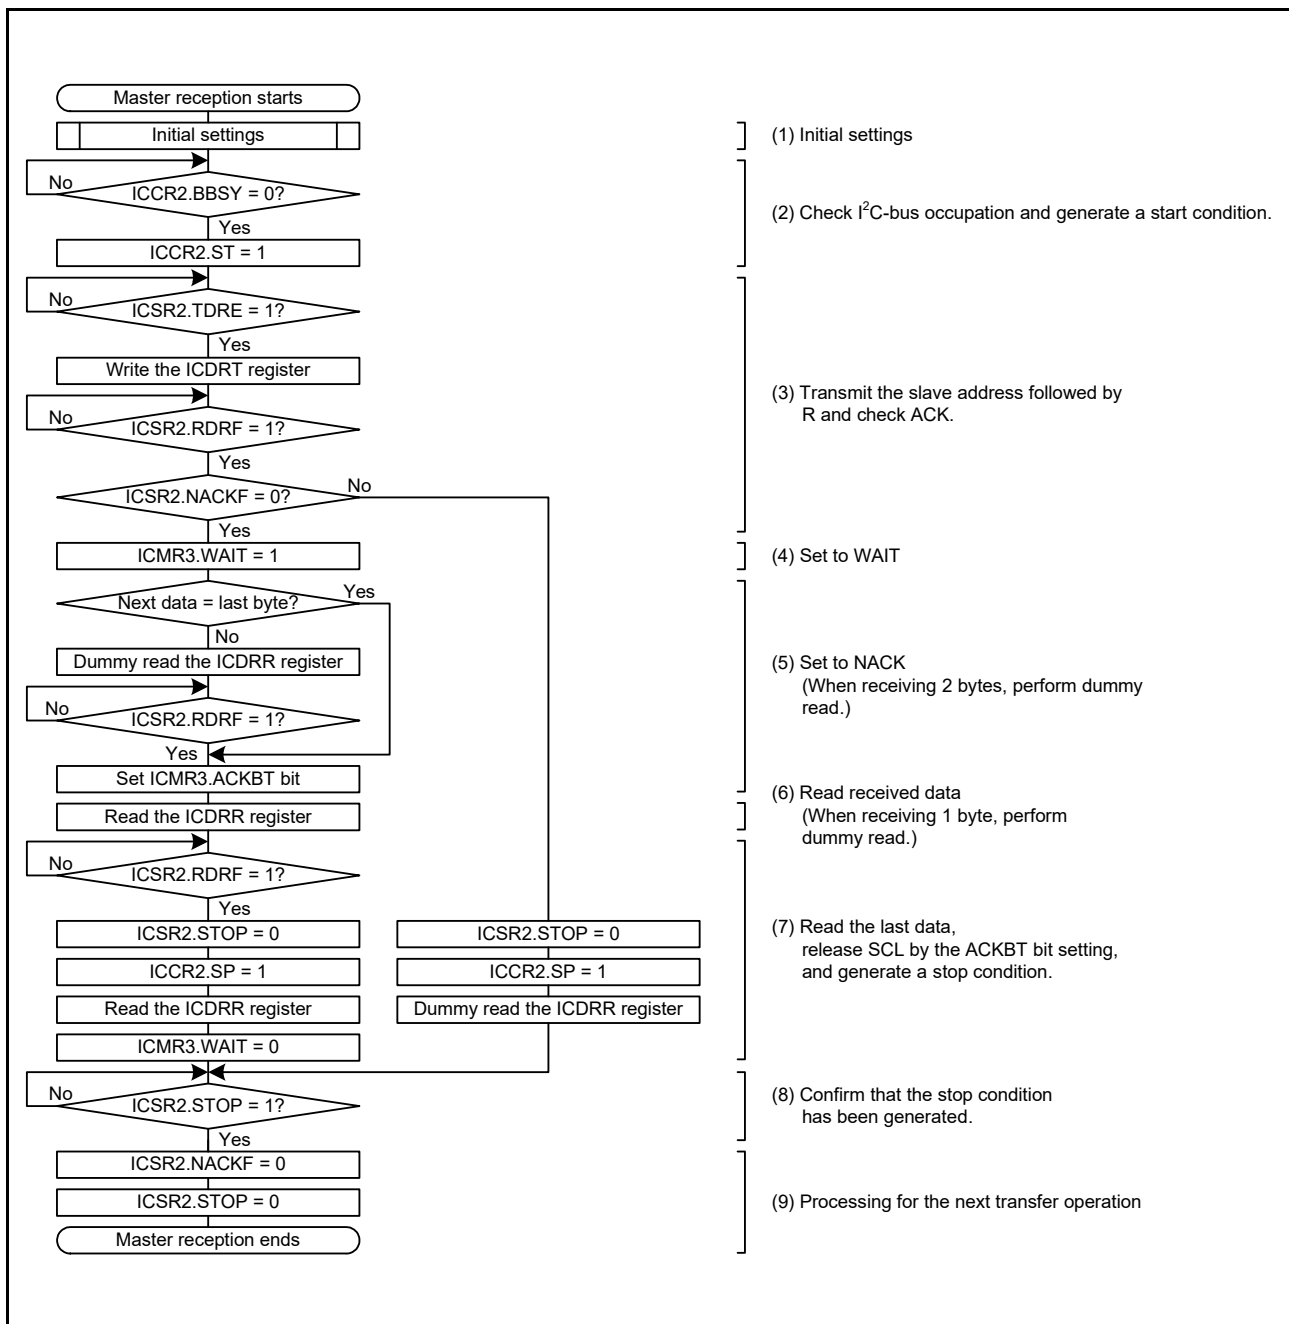 Master reception starts
Initial settings
(1) Initial settings
No
ICCR2.BBSY = 0?
Yes
(2) Check I²C-bus occupation and generate a start condition.
ICCR2.ST = 1
No
ICSR2.TDRE = 1?
Yes
Write the ICDRT register
(3) Transmit the slave address followed by
R and check ACK.
No
ICSR2.RDRF = 1?
Yes
ICSR2.NACKF = 0?
No
Yes
ICMR3.WAIT = 1
(4) Set to WAIT
Next data = last byte?
Yes
No
Dummy read the ICDRR register
(5) Set to NACK
(When receiving 2 bytes, perform dummy
read.)
No
ICSR2.RDRF = 1?
Yes
Set ICMR3.ACKBT bit
Read the ICDRR register
(6) Read received data
(When receiving 1 byte, perform
dummy read.)
No
ICSR2.RDRF = 1?
Yes
ICSR2.STOP = 0
ICCR2.SP = 1
Read the ICDRR register
ICMR3.WAIT = 0
ICSR2.STOP = 0
ICCR2.SP = 1
Dummy read the ICDRR register
(7) Read the last data,
release SCL by the ACKBT bit setting,
and generate a stop condition.
No
ICSR2.STOP = 1?
Yes
(8) Confirm that the stop condition
has been generated.
ICSR2.NACKF = 0
ICSR2.STOP = 0
(9) Processing for the next transfer operation
Master reception ends